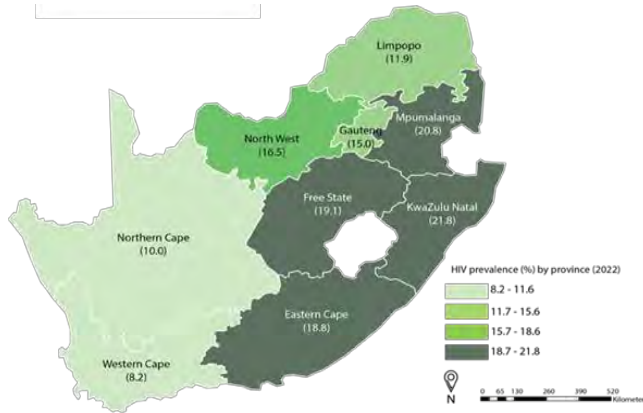 Limpopo
(11.9)
Mpumalanga
(20.8)
Gauteng
(15.0)
North West
(16.5)
Free State
(19.1)
KwaZulu Natal
(21.8)
Northern Cape
(10.0)
Eastern Cape
(18.8)
Western Cape
(8.2)
HIV prevalence (%) by province (2022)
8.2 - 11.6
11.7 - 15.6
15.7 - 18.6
18.7 - 21.8
N
0 65 130 260 390 520
Kilometer